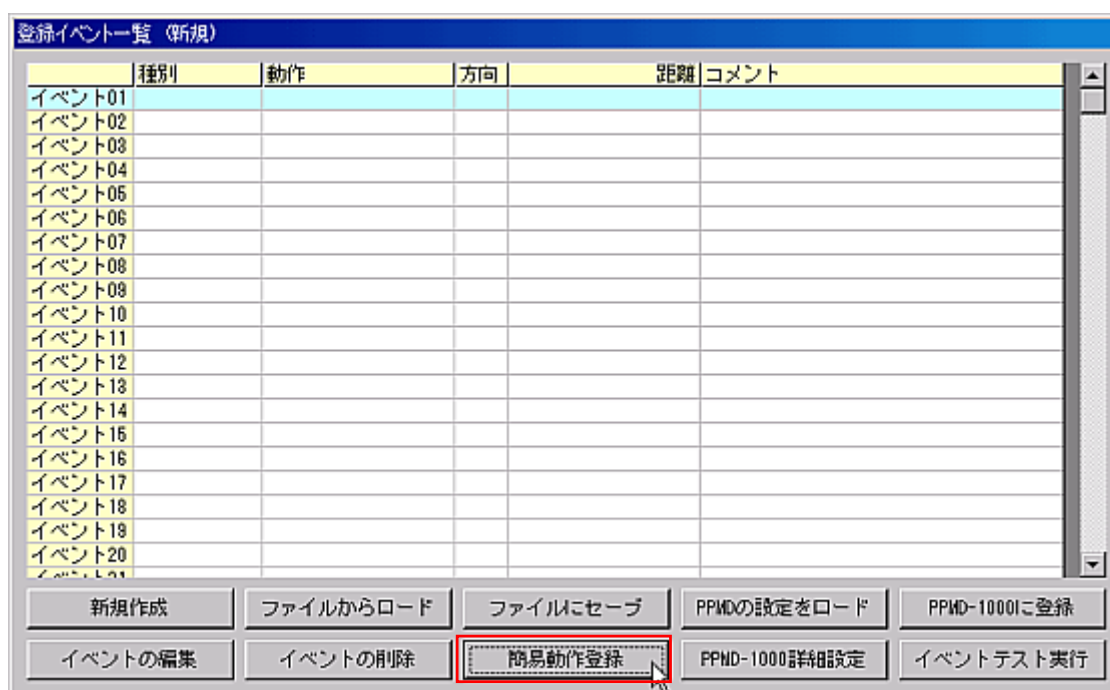 登録イベント一覧 (新規)
種別 動作 方向 距離 コメント
イベント01
イベント02
イベント03
イベント04
イベント05
イベント06
イベント07
イベント08
イベント09
イベント10
イベント11
イベント12
イベント13
イベント14
イベント15
イベント16
イベント17
イベント18
イベント19
イベント20
イベント21
新規作成 ファイルからロード ファイルにセーブ PPMDの設定をロード PPMD-1000に登録
イベントの編集 イベントの削除 簡易動作登録 PPMD-1000詳細設定 イベントテスト実行